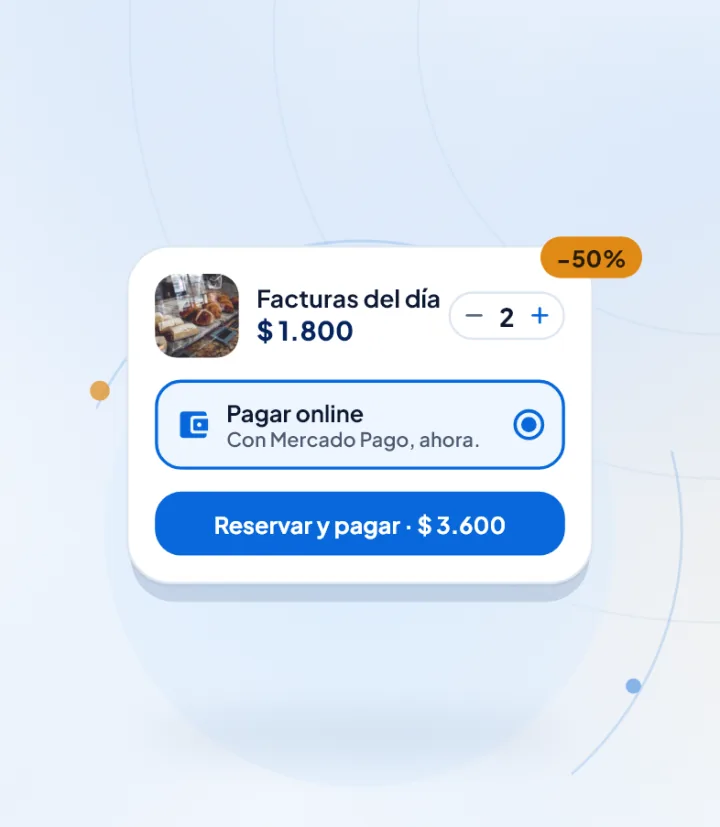 -50%
Facturas del día
$ 1.800
− 2 +
Pagar online
Con Mercado Pago, ahora.
Reservar y pagar · $ 3.600